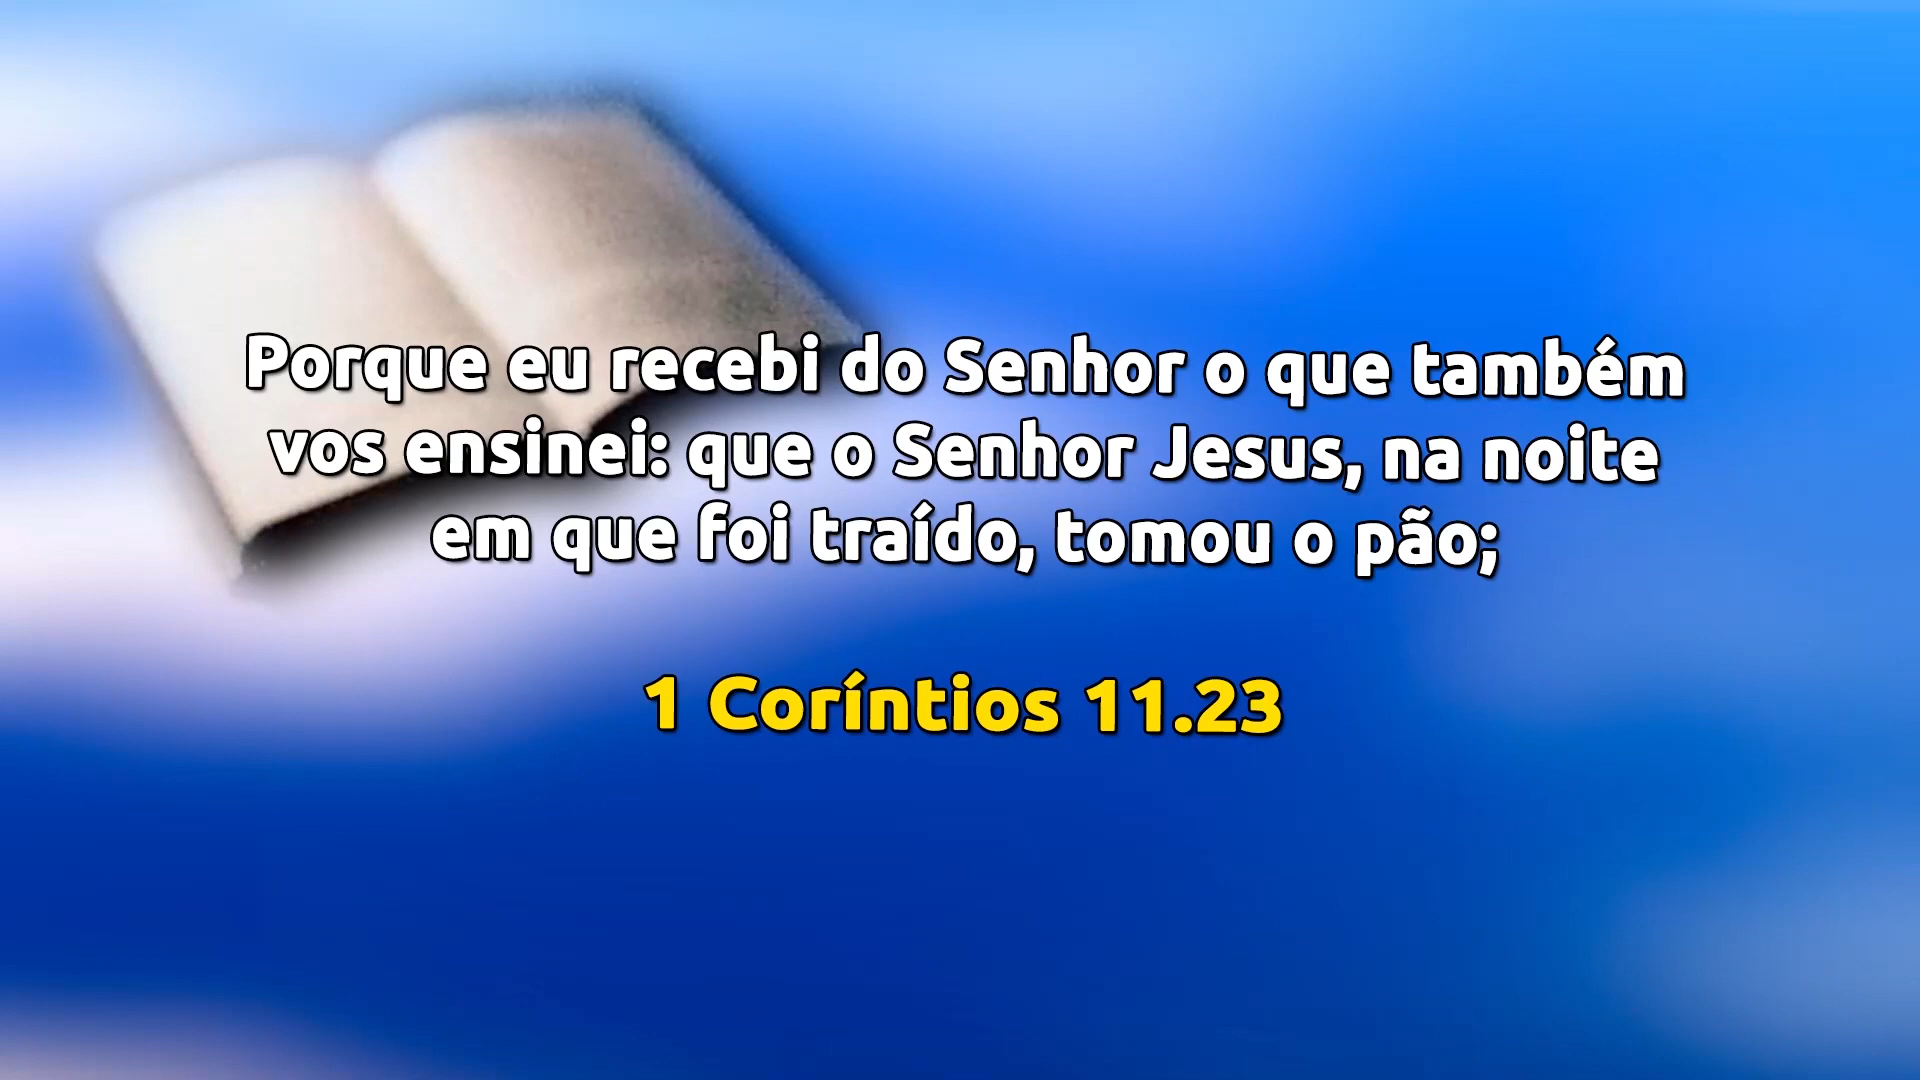 Porque eu recebi do Senhor o que também
vos ensinei: que o Senhor Jesus, na noite
em que foi traído, tomou o pão;
1 Coríntios 11.23